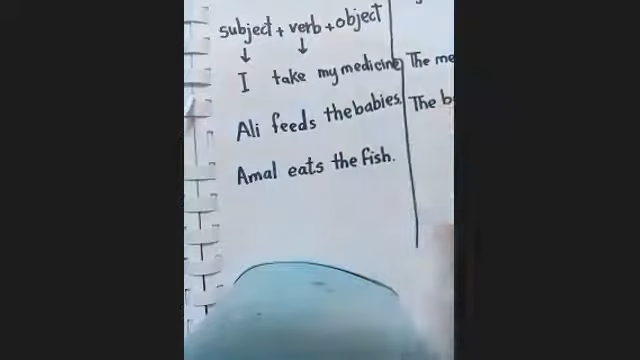 subject + verb + object
I take my medicine The
Ali feeds the babies. The
Amal eats the fish.